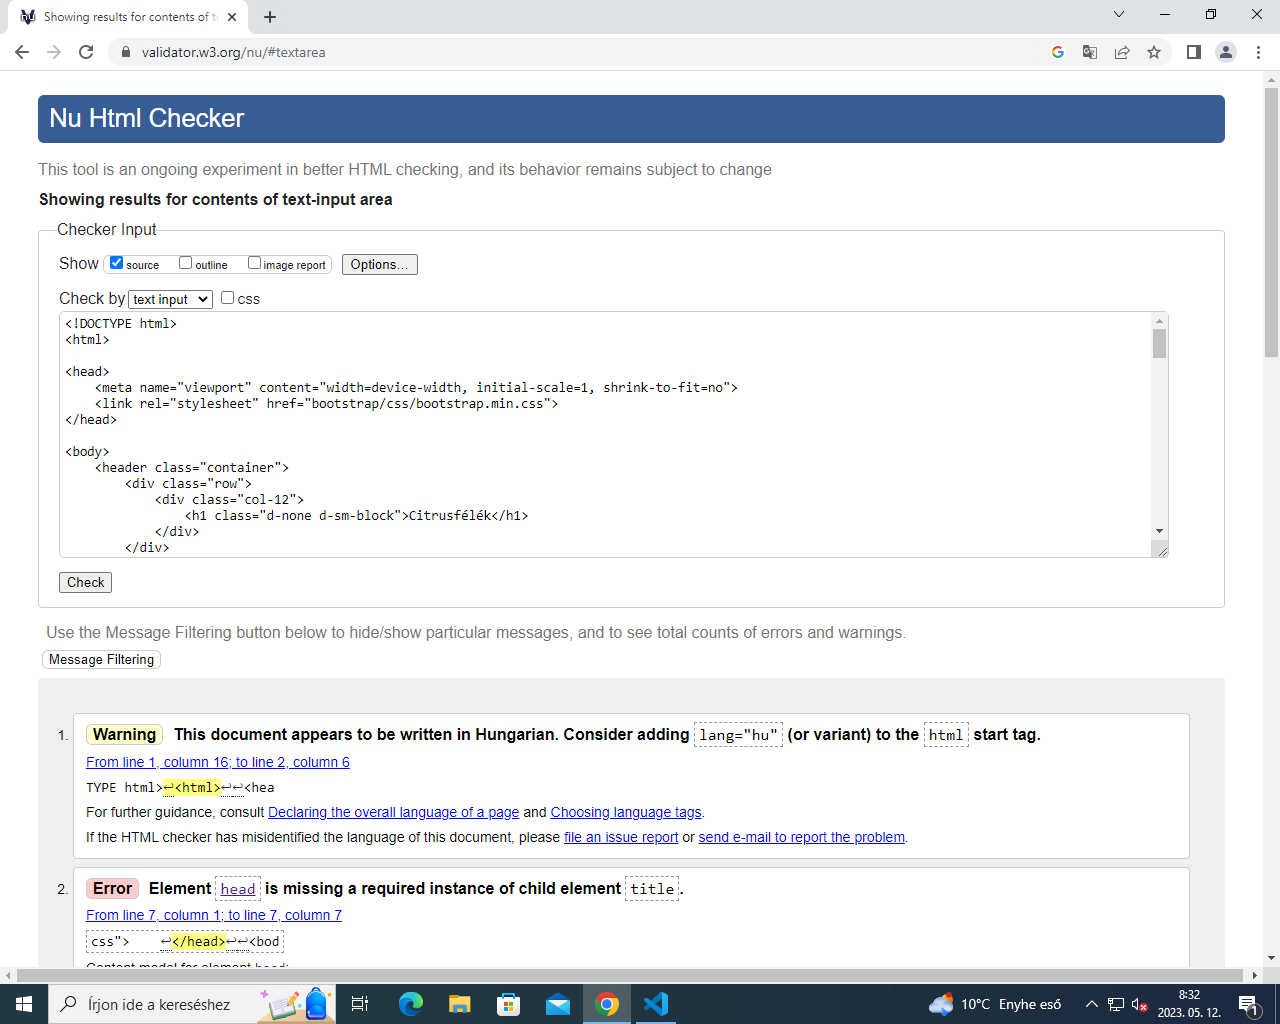 Showing results for contents of te
validator.w3.org/nu/#textarea
Nu Html Checker
This tool is an ongoing experiment in better HTML checking, and its behavior remains subject to change
Showing results for contents of text-input area
Checker Input
Show source outline image report Options...
Check by text input css
<!DOCTYPE html>
<html>
<head>
<meta name="viewport" content="width=device-width, initial-scale=1, shrink-to-fit=no">
<link rel="stylesheet" href="bootstrap/css/bootstrap.min.css">
</head>
<body>
<header class="container">
<div class="row">
<div class="col-12">
<h1 class="d-none d-sm-block">Citrusfélék</h1>
</div>
</div>
Check
Use the Message Filtering button below to hide/show particular messages, and to see total counts of errors and warnings.
Message Filtering
1. Warning This document appears to be written in Hungarian. Consider adding lang="hu" (or variant) to the html start tag.
From line 1, column 16; to line 2, column 6
TYPE html>↩<html>↩↩<hea
For further guidance, consult Declaring the overall language of a page and Choosing language tags.
If the HTML checker has misidentified the language of this document, please file an issue report or send e-mail to report the problem.
2. Error Element head is missing a required instance of child element title.
From line 7, column 1; to line 7, column 7
css"> ↩</head>↩↩<bod
Content model for element head:
Írjon ide a kereséshez
10°C Enyhe eső
8:32
2023. 05. 12.
1